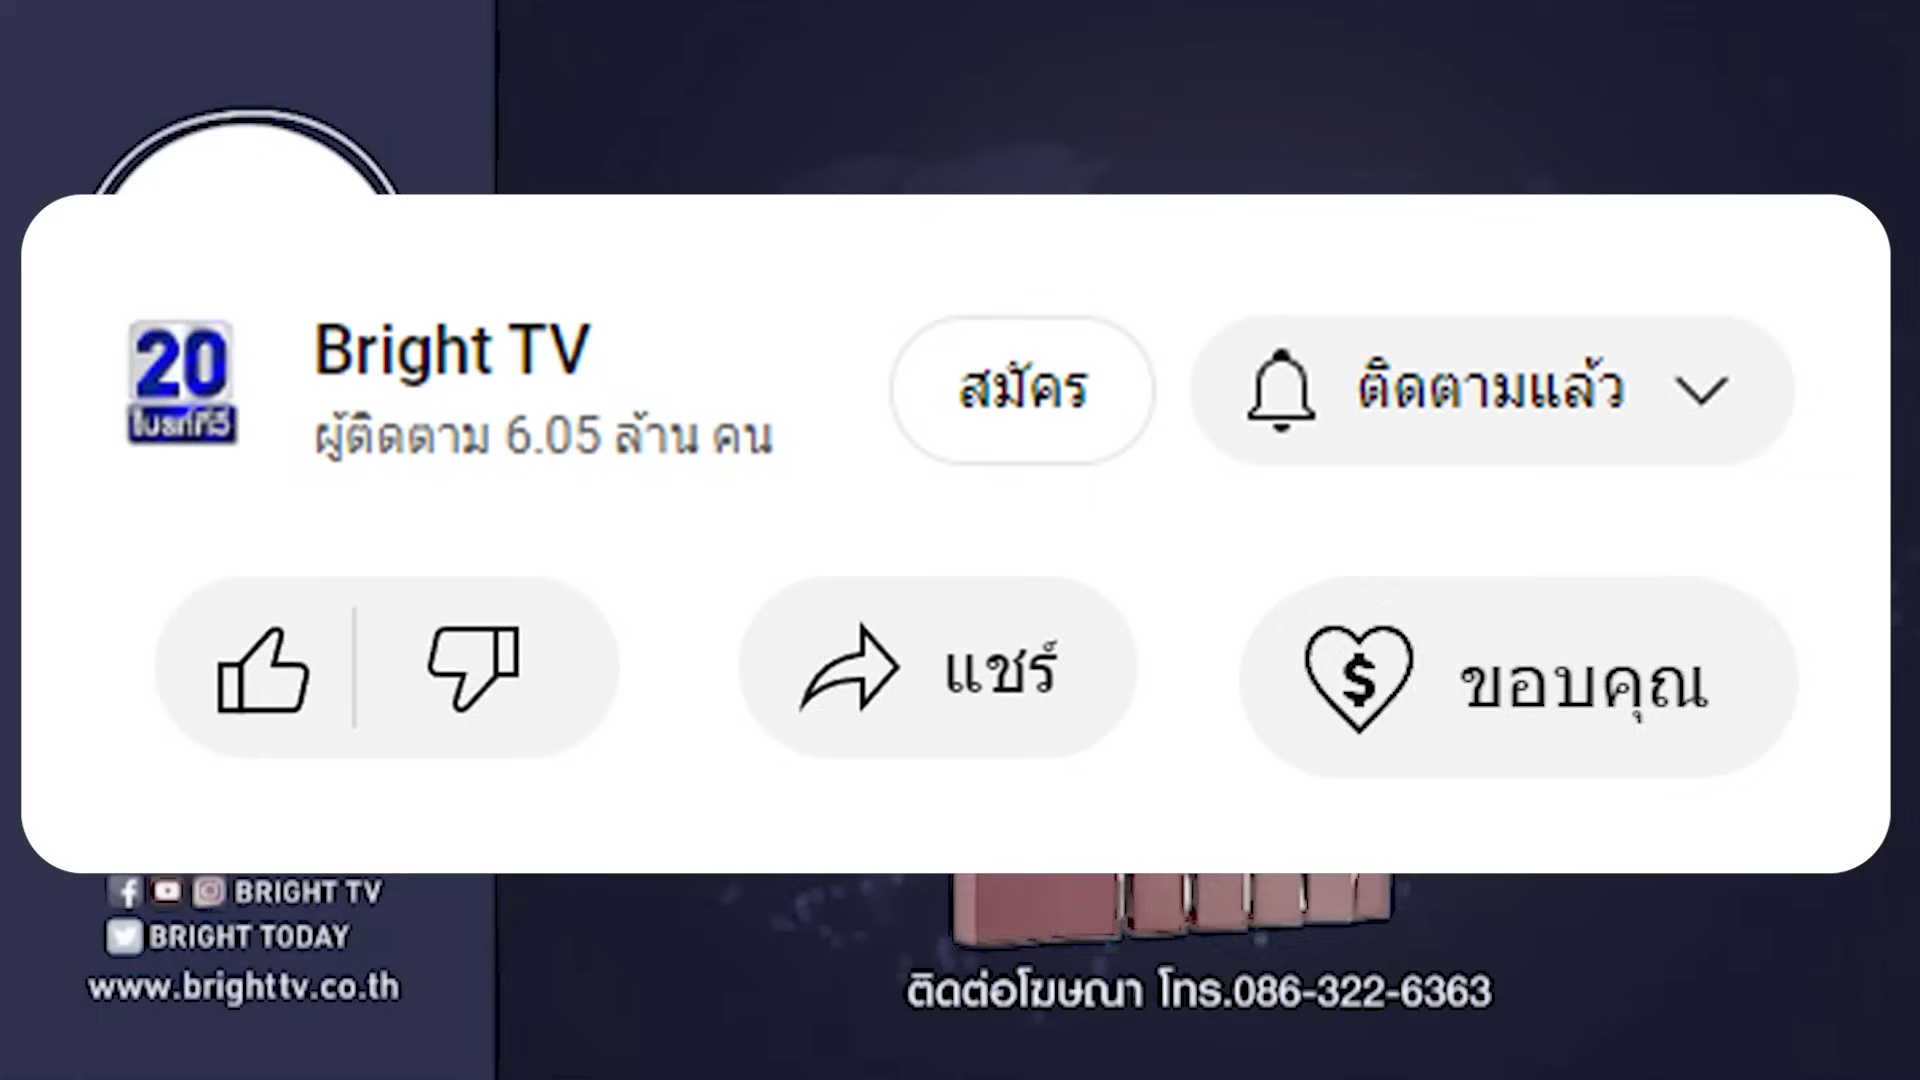 20
ไบรท์ทีวี
Bright TV
ผู้ติดตาม 6.05 ล้าน คน
สมัคร
ติดตามแล้ว
แชร์
$ ขอบคุณ
BRIGHT TV
BRIGHT TODAY
www.brighttv.co.th
ติดต่อโฆษณา โทร.086-322-6363